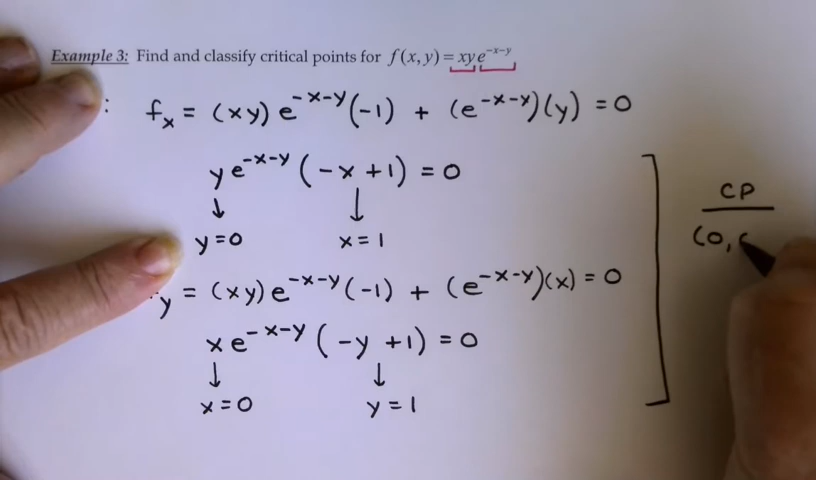 Example 3: Find and classify critical points for f(x, y) = xye^{-x-y}
: f_x = (xy) e^{-x-y}(-1) + (e^{-x-y})(y) = 0
ye^{-x-y} (-x +1) = 0
↓ ↓
y=0 x=1
y = (xy)e^{-x-y}(-1) + (e^{-x-y})(x) = 0
xe^{-x-y} (-y +1) = 0
↓ ↓
x=0 y=1
CP
(0,